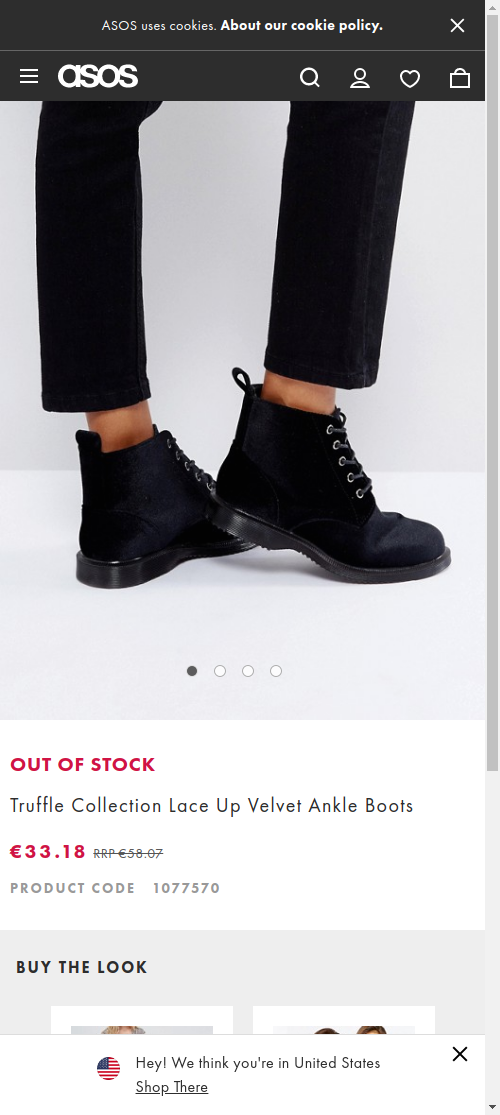 ASOS uses cookies. About our cookie policy.
asos
OUT OF STOCK
Truffle Collection Lace Up Velvet Ankle Boots
€33.18 RRP €58.07
PRODUCT CODE 1077570
BUY THE LOOK
Hey! We think you're in United States
Shop There